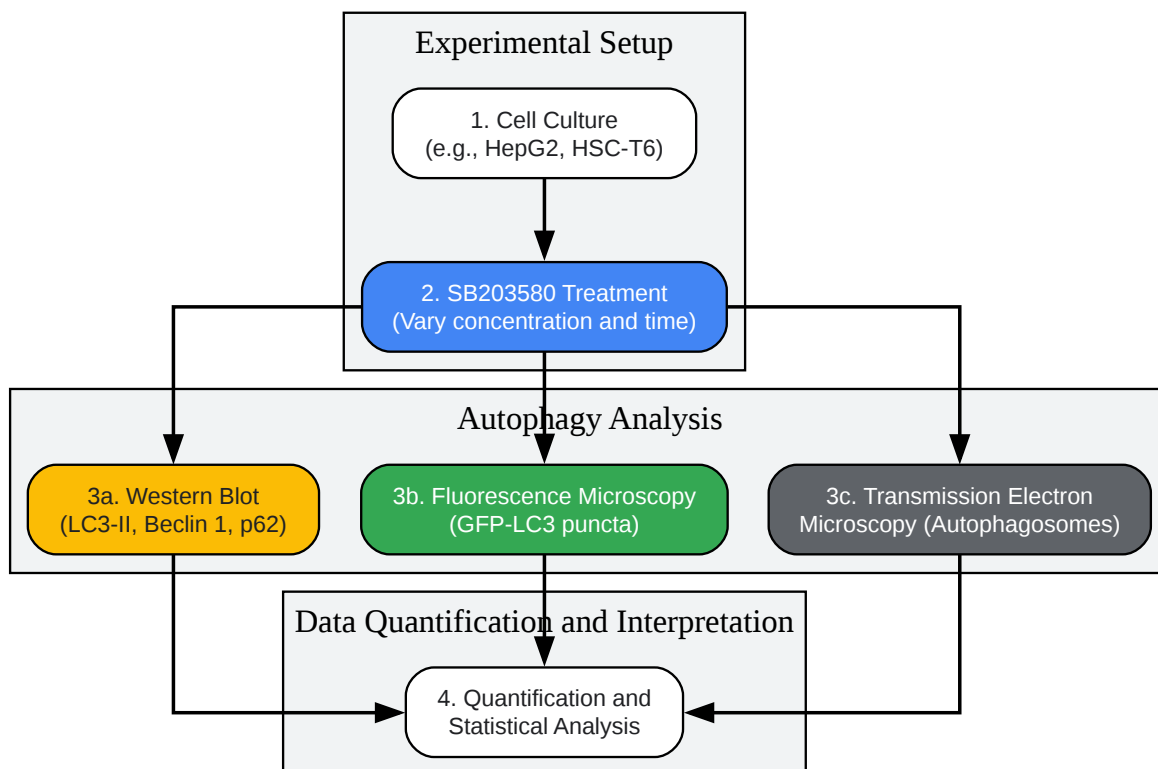 Experimental Setup
1. Cell Culture
(e.g., HepG2, HSC-T6)
2. SB203580 Treatment
(Vary concentration and time)
Autophagy Analysis
3a. Western Blot
(LC3-II, Beclin 1, p62)
3b. Fluorescence Microscopy
(GFP-LC3 puncta)
3c. Transmission Electron
Microscopy (Autophagosomes)
Data Quantification and Interpretation
4. Quantification and
Statistical Analysis